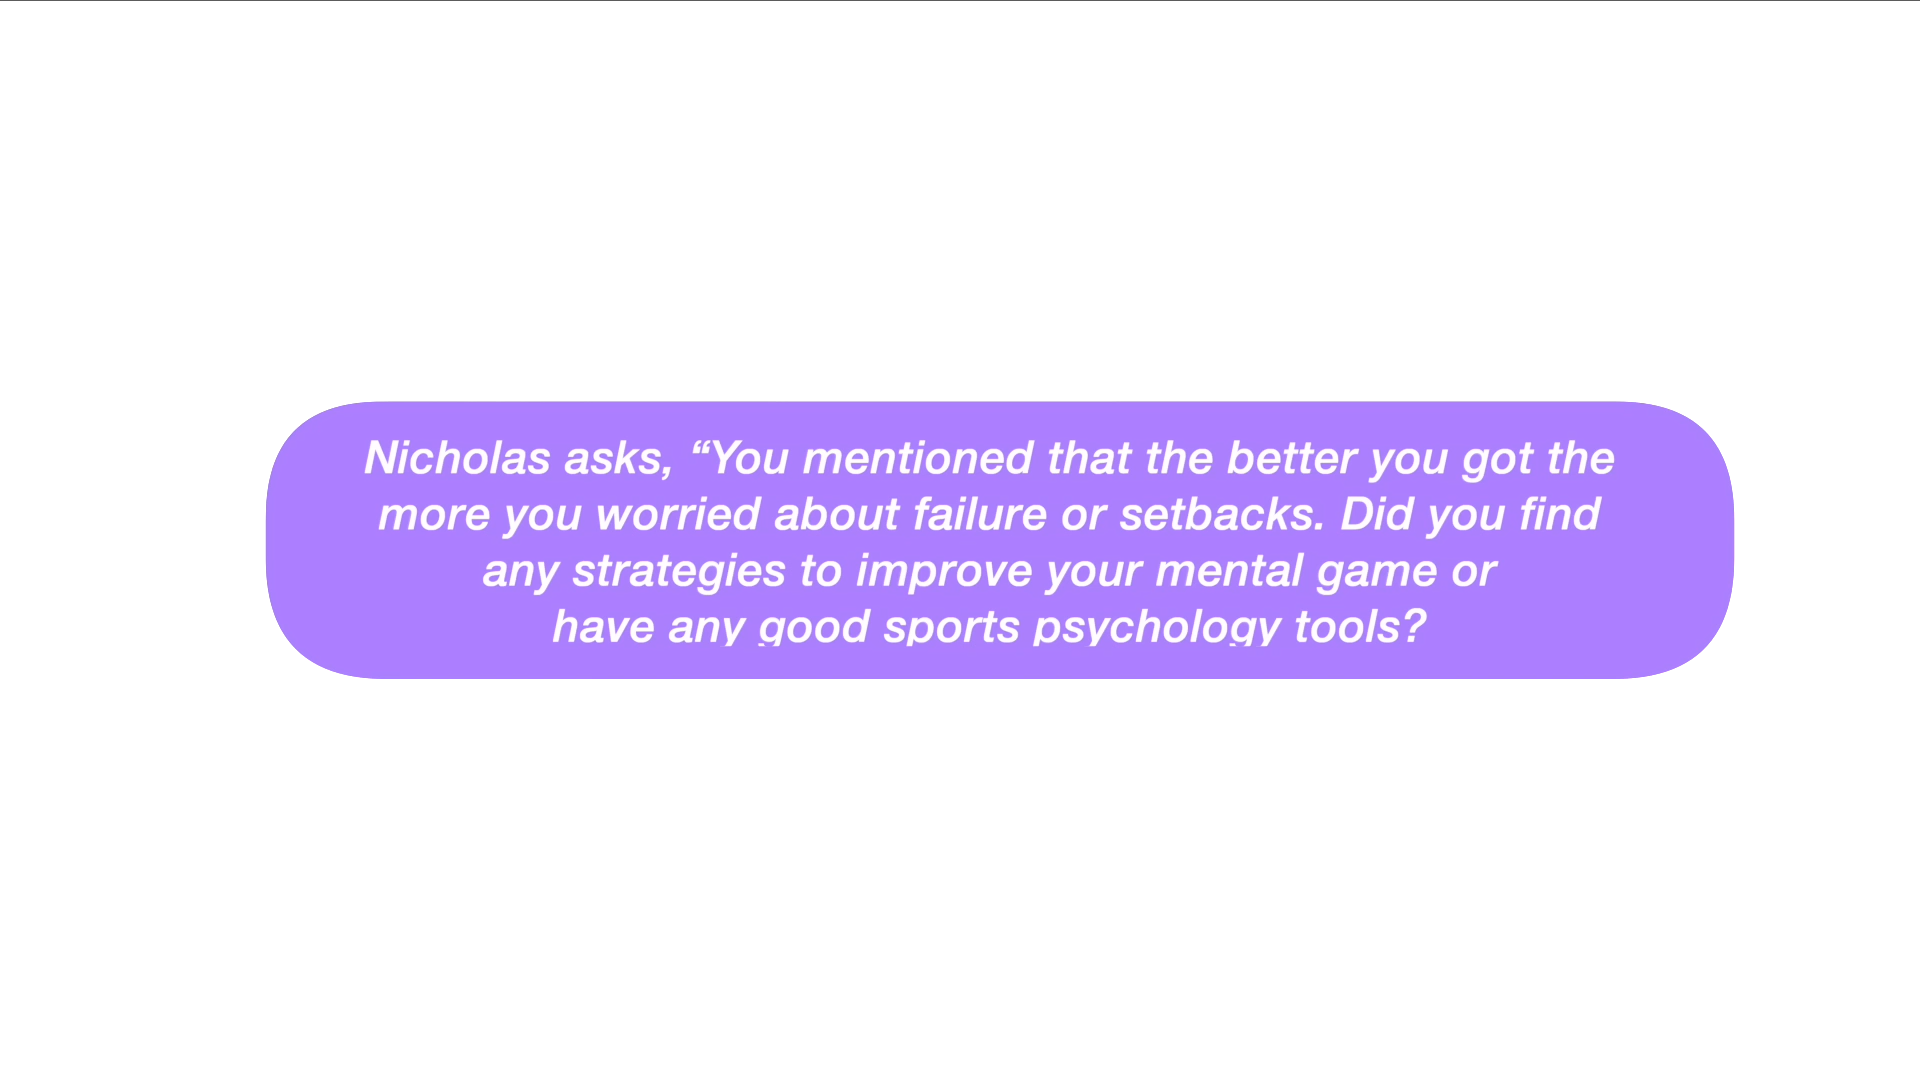 Nicholas asks, “You mentioned that the better you got the
more you worried about failure or setbacks. Did you find
any strategies to improve your mental game or
have any good sports psychology tools?